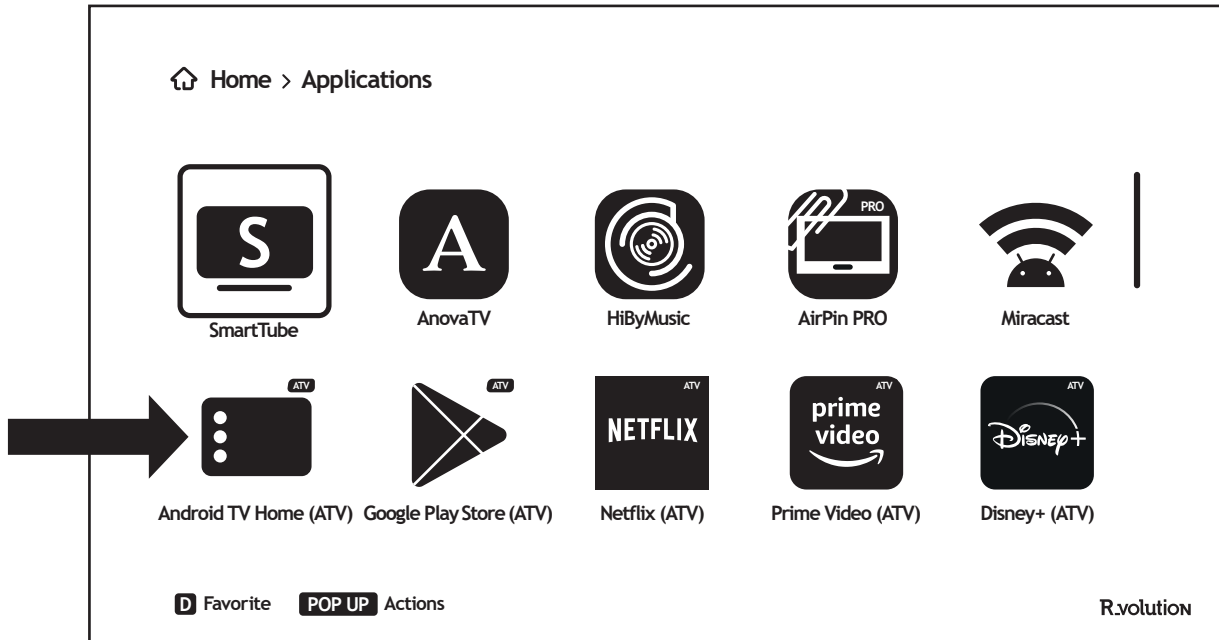 Home > Applications
S
A
PRO
SmartTube
AnovaTV
HiByMusic
AirPin PRO
Miracast
ATV
ATV
ATV
ATV
ATV
NETFLIX
prime
video
Disney+
Android TV Home (ATV)
Google Play Store (ATV)
Netflix (ATV)
Prime Video (ATV)
Disney+ (ATV)
D Favorite POP UP Actions
R_volution